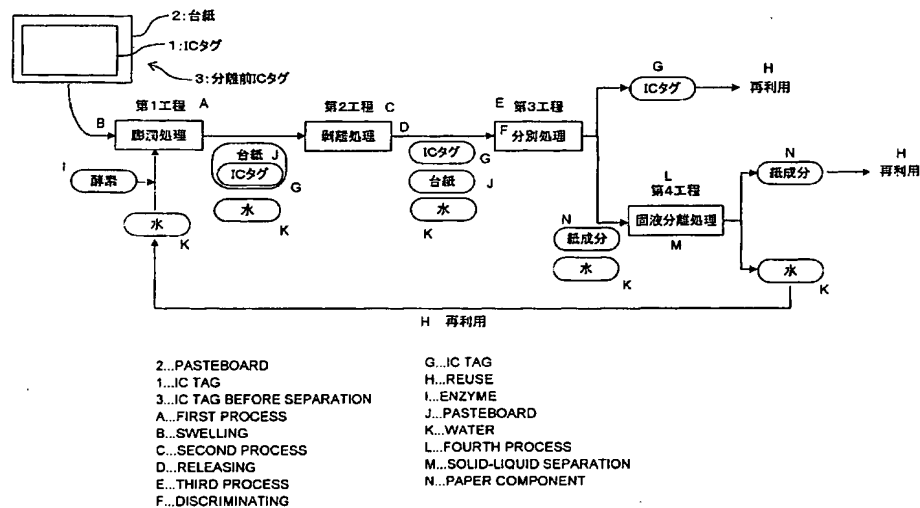 2:台紙
1:ICタグ
3:分離前ICタグ
第1工程 A
B 膨潤処理
第2工程 C
剥離処理 D
E 第3工程
F 分別処理
G
ICタグ
H
再利用
I
酵素
水
K
台紙 J
ICタグ
G
水
K
ICタグ
G
台紙
J
水
K
N
紙成分
水
K
L
第4工程
固液分離処理
M
N
紙成分
H
再利用
水
K
H 再利用
2...PASTEBOARD
1...IC TAG
3...IC TAG BEFORE SEPARATION
A...FIRST PROCESS
B...SWELLING
C...SECOND PROCESS
D...RELEASING
E...THIRD PROCESS
F...DISCRIMINATING
G...IC TAG
H...REUSE
I...ENZYME
J...PASTEBOARD
K...WATER
L...FOURTH PROCESS
M...SOLID-LIQUID SEPARATION
N...PAPER COMPONENT